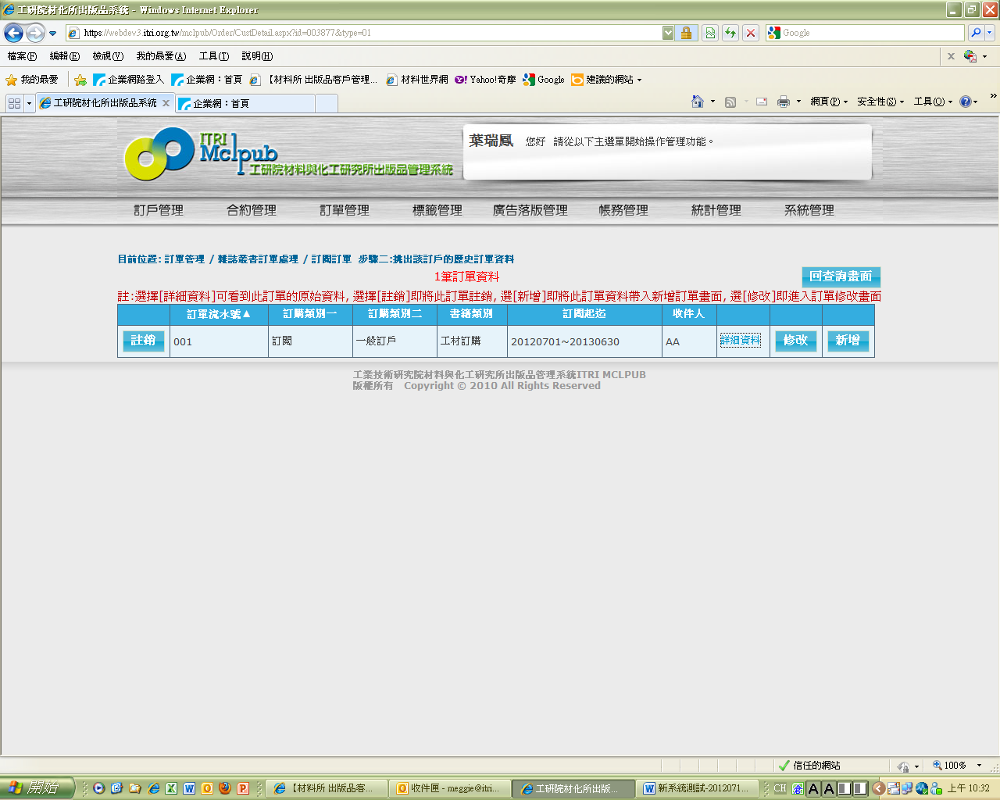 工研院材化所出版品系統 - Windows Internet Explorer
https://webdev3.itri.org.tw/mclpub/Order/CustDetail.aspx?id=003877&type=01
Google
檔案(F) 編輯(E) 檢視(V) 我的最愛(A) 工具(T) 說明(H)
我的最愛 企業網路登入 企業網：首頁 【材料所 出版品客戶管理... 材料世界網 Yahoo!奇摩 Google 建議的網站
工研院材化所出版品系統 企業網：首頁 網頁(P) 安全性(S) 工具(O)
ITRI
Mclpub
工研院材料與化工研究所出版品管理系統
葉瑞鳳 您好 請從以下主選單開始操作管理功能。
訂戶管理 合約管理 訂單管理 標籤管理 廣告落版管理 帳務管理 統計管理 系統管理
目前位置: 訂單管理 / 雜誌叢書訂單處理 / 訂閱訂單 步驟二:挑出該訂戶的歷史訂單資料
1筆訂單資料
回查詢畫面
註:選擇[詳細資料]可看到此訂單的原始資料, 選擇[註銷]即將此訂單註銷, 選[新增]即將此訂單資料帶入新增訂單畫面, 選[修改]即進入訂單修改畫面
訂單流水號▲ 訂購類別一 訂購類別二 書籍類別 訂閱起迄 收件人
註銷 001 訂閱 一般訂戶 工材訂購 20120701~20130630 AA 詳細資料 修改 新增
工業技術研究院材料與化工研究所出版品管理系統ITRI MCLPUB
版權所有 Copyright © 2010 All Rights Reserved
信任的網站 100%
開始 【材料所 出版品客... 收件匣 - meggie@itri... 工研院材化所出版... 新系統測試-2012071... CH 上午 10:32